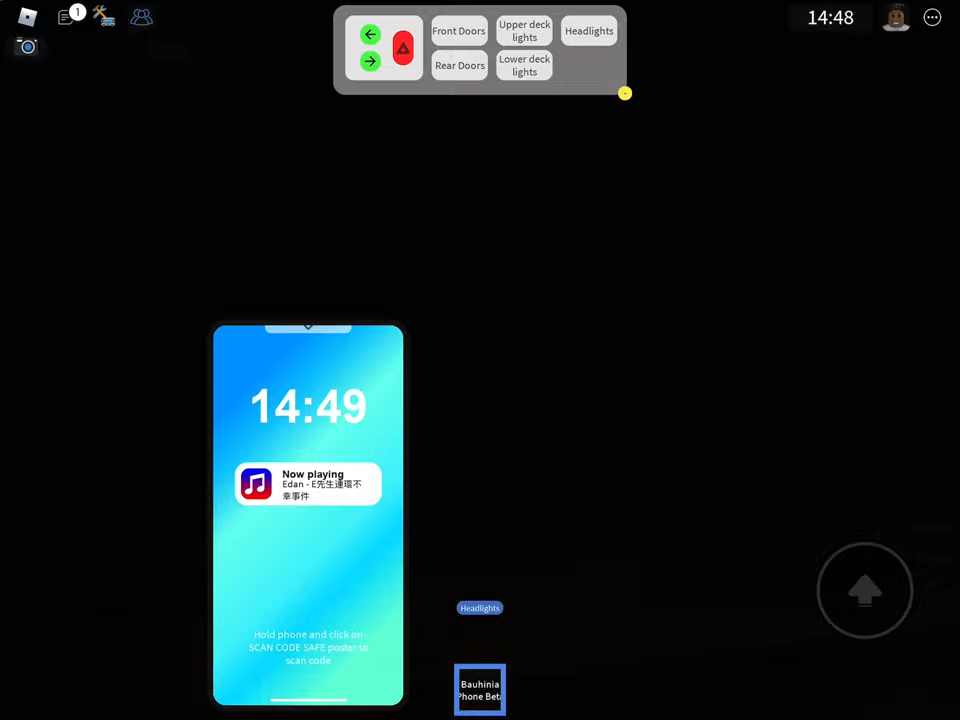 1
14:48
Front Doors
Upper deck
lights
Headlights
Rear Doors
Lower deck
lights
-
14:49
Now playing
Edan - E先生連環不
幸事件
Hold phone and click on
SCAN CODE SAFE poster to
scan code
Headlights
Bauhinia
Phone Beta